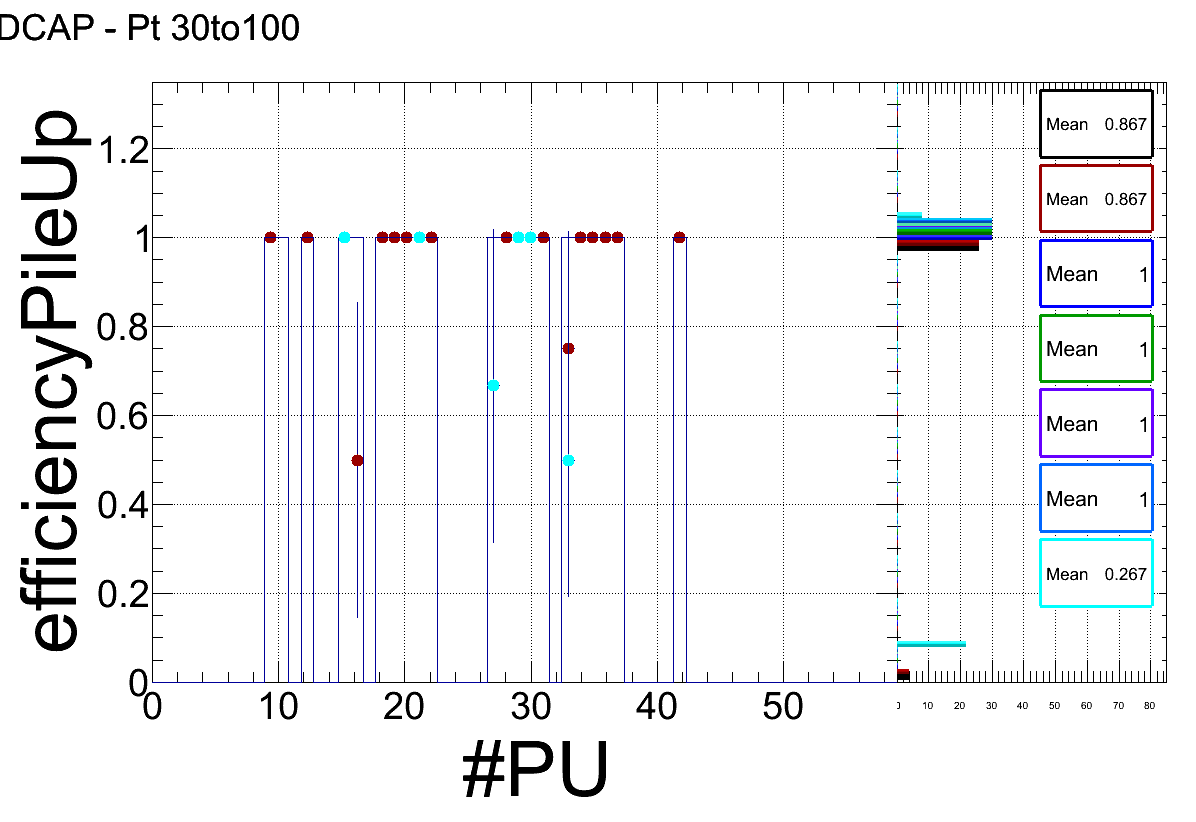 DCAP - Pt 30to100
efficiencyPileUp
1.2
1
0.8
0.6
0.4
0.2
0
0 10 20 30 40 50
#PU
0 10 20 30 40 50 60 70 80
Mean 0.867
Mean 0.867
Mean 1
Mean 1
Mean 1
Mean 1
Mean 0.267